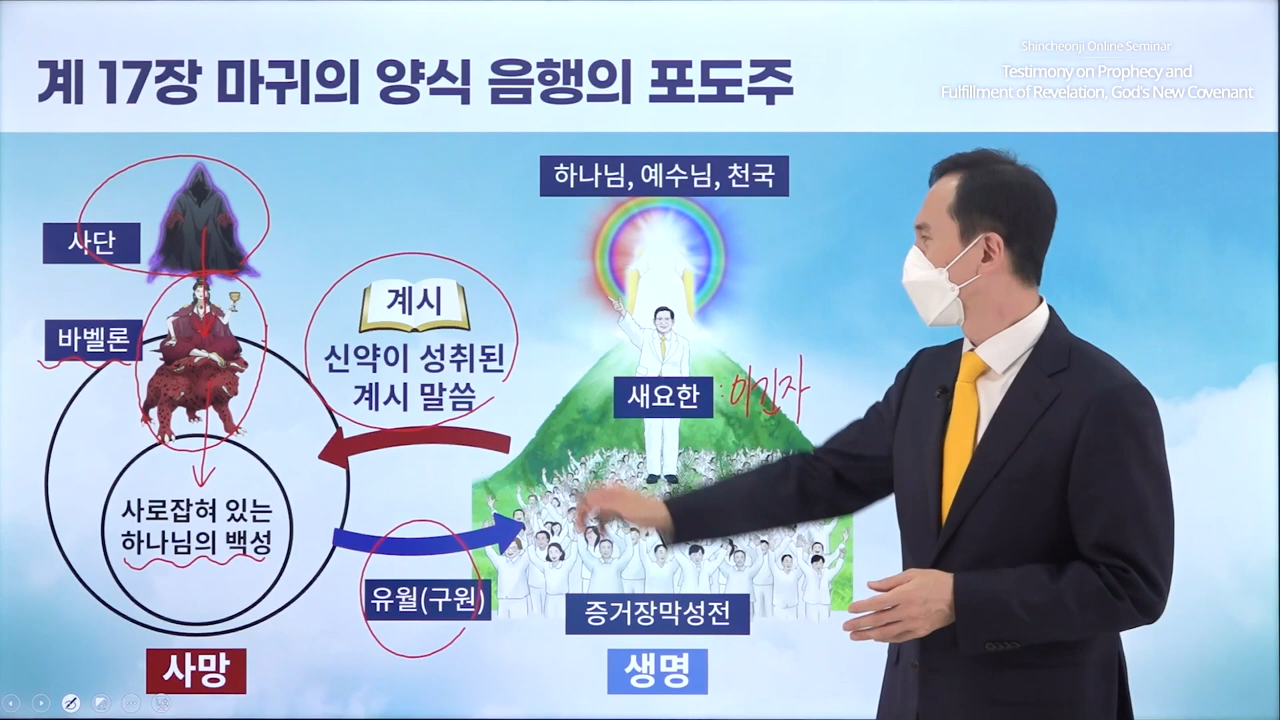 Shincheonji Online Seminar
Testimony on Prophecy and
Fulfillment of Revelation, God's New Covenant
계 17장 마귀의 양식 음행의 포도주
하나님, 예수님, 천국
사단
바벨론
계시
신약이 성취된
계시 말씀
새요한 : 이긴자
사로잡혀 있는
하나님의 백성
유월(구원)
증거장막성전
사망
생명